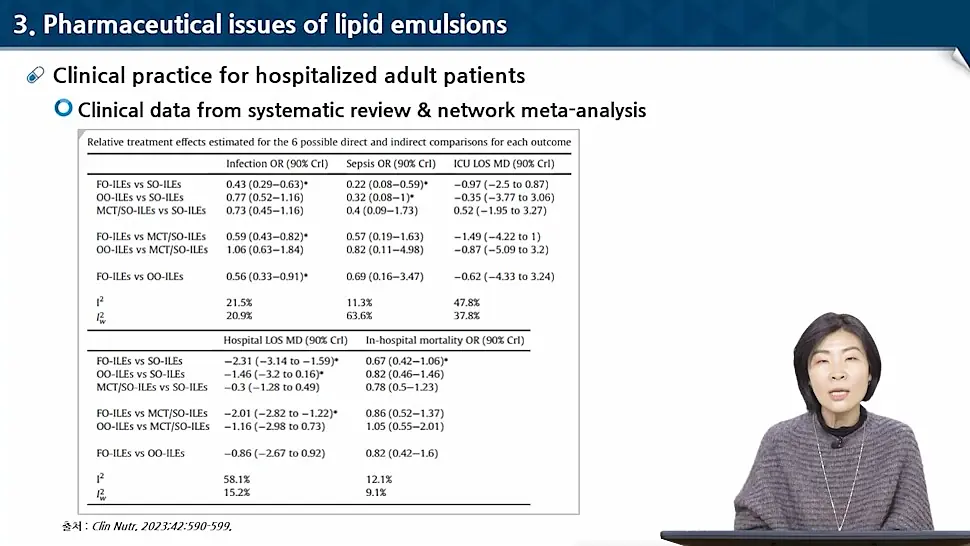 3. Pharmaceutical issues of lipid emulsions
Clinical practice for hospitalized adult patients
Clinical data from systematic review & network meta-analysis
Relative treatment effects estimated for the 6 possible direct and indirect comparisons for each outcome
Infection OR (90% CrI) Sepsis OR (90% CrI) ICU LOS MD (90% CrI)
FO-ILEs vs SO-ILEs 0.43 (0.29–0.63)* 0.22 (0.08–0.59)* −0.97 (−2.5 to 0.87)
OO-ILEs vs SO-ILEs 0.77 (0.52–1.16) 0.32 (0.08–1)* −0.35 (−3.77 to 3.06)
MCT/SO-ILEs vs SO-ILEs 0.73 (0.45–1.16) 0.4 (0.09–1.73) 0.52 (−1.95 to 3.27)
FO-ILEs vs MCT/SO-ILEs 0.59 (0.43–0.82)* 0.57 (0.19–1.63) −1.49 (−4.22 to 1)
OO-ILEs vs MCT/SO-ILEs 1.06 (0.63–1.84) 0.82 (0.11–4.98) −0.87 (−5.09 to 3.2)
FO-ILEs vs OO-ILEs 0.56 (0.33–0.91)* 0.69 (0.16–3.47) −0.62 (−4.33 to 3.24)
I² 21.5% 11.3% 47.8%
I²w 20.9% 63.6% 37.8%
Hospital LOS MD (90% CrI) In-hospital mortality OR (90% CrI)
FO-ILEs vs SO-ILEs −2.31 (−3.14 to −1.59)* 0.67 (0.42–1.06)*
OO-ILEs vs SO-ILEs −1.46 (−3.2 to 0.16)* 0.82 (0.46–1.46)
MCT/SO-ILEs vs SO-ILEs −0.3 (−1.28 to 0.49) 0.78 (0.5–1.23)
FO-ILEs vs MCT/SO-ILEs −2.01 (−2.82 to −1.22)* 0.86 (0.52–1.37)
OO-ILEs vs MCT/SO-ILEs −1.16 (−2.98 to 0.73) 1.05 (0.55–2.01)
FO-ILEs vs OO-ILEs −0.86 (−2.67 to 0.92) 0.82 (0.42–1.6)
I² 58.1% 12.1%
I²w 15.2% 9.1%
출처 : Clin Nutr. 2023;42:590-599.